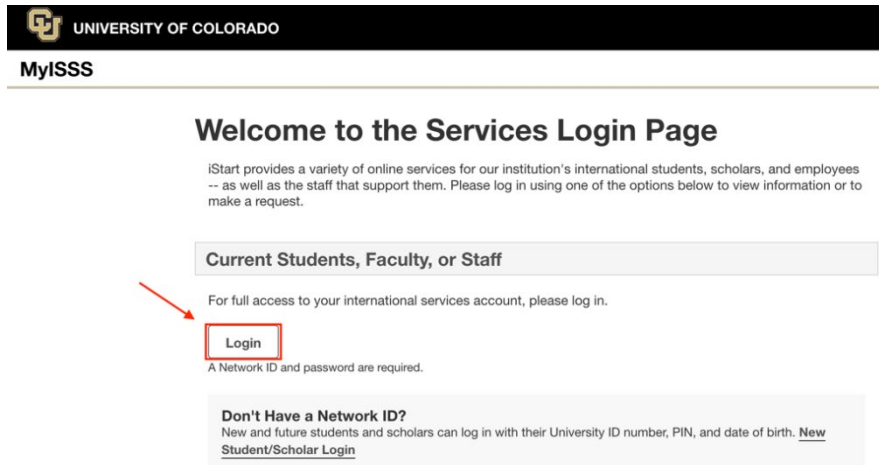 CU UNIVERSITY OF COLORADO
MyISSS
Welcome to the Services Login Page
iStart provides a variety of online services for our institution's international students, scholars, and employees
-- as well as the staff that support them. Please log in using one of the options below to view information or to
make a request.
Current Students, Faculty, or Staff
For full access to your international services account, please log in.
Login
A Network ID and password are required.
Don't Have a Network ID?
New and future students and scholars can log in with their University ID number, PIN, and date of birth. New
Student/Scholar Login